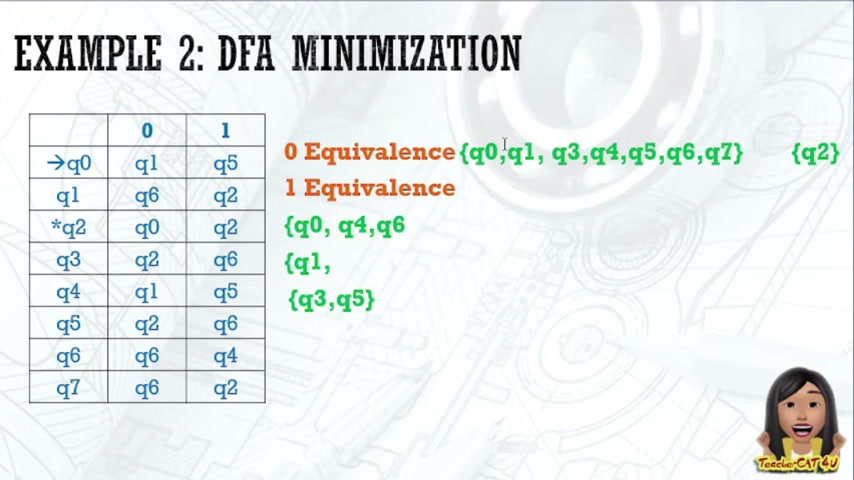 EXAMPLE 2: DFA MINIMIZATION
0 1
→q0 q1 q5
q1 q6 q2
*q2 q0 q2
q3 q2 q6
q4 q1 q5
q5 q2 q6
q6 q6 q4
q7 q6 q2
0 Equivalence {q0,q1, q3,q4,q5,q6,q7} {q2}
1 Equivalence
{q0, q4,q6
{q1,
{q3,q5}
TeacherCAT4U